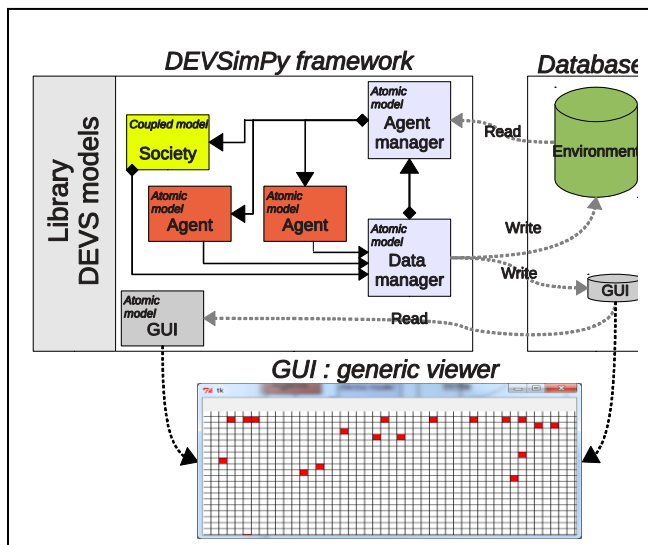 DEVSimPy framework
Database
Library
DEVS models
Coupled model
Society
Atomic
model
Agent
manager
Read
Environment
Atomic
model
Agent
Atomic
model
Agent
Atomic
model
Data
manager
Write
Write
GUI
Atomic
model
GUI
Read
GUI : generic viewer
tk